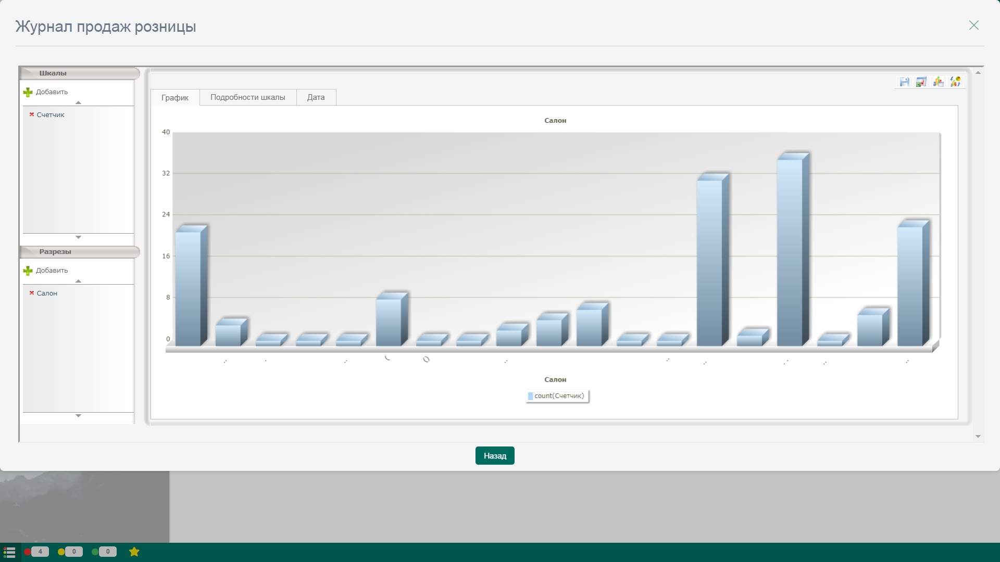 Журнал продаж розницы
Шкалы
Добавить
Счетчик
Разрезы
Добавить
Салон
График
Подробности шкалы
Дата
Салон
40
32
24
16
8
0
Салон
count(Счетчик)
Назад
4
0
0